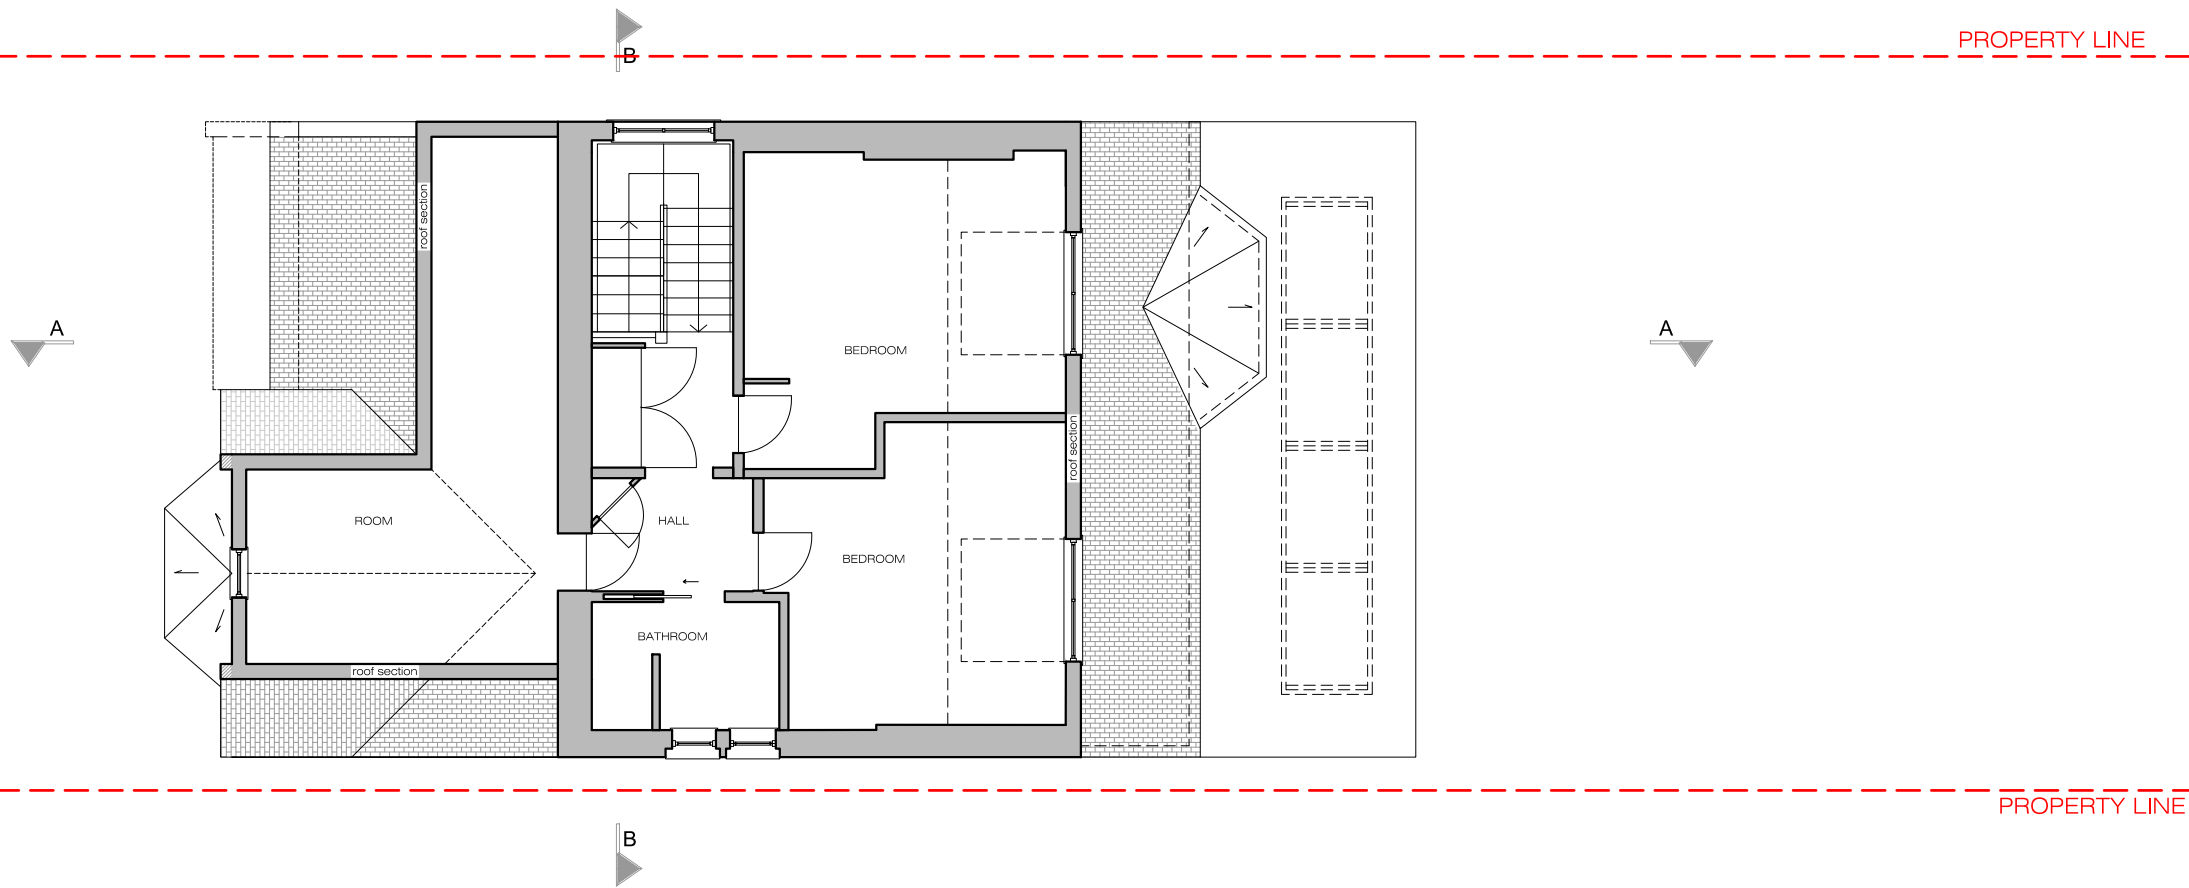 PROPERTY LINE
B
roof section
A
A
BEDROOM
roof section
ROOM
HALL
BEDROOM
BATHROOM
roof section
PROPERTY LINE
B